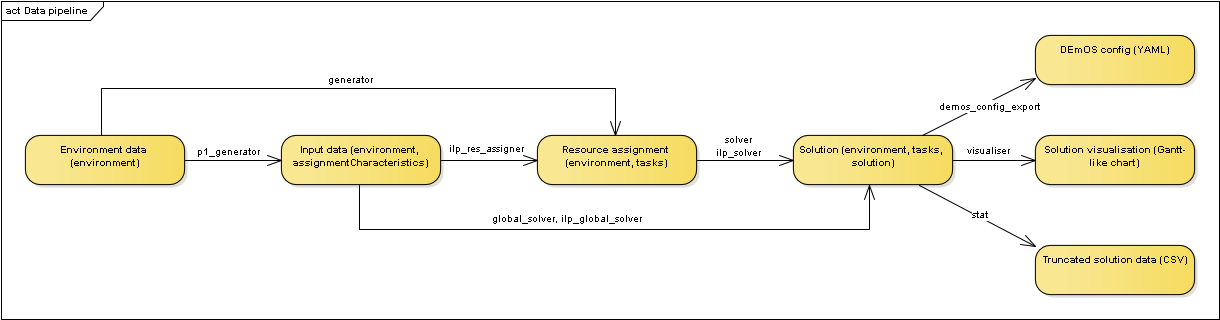 act Data pipeline
DEmOS config (YAML)
generator
demos_config_export
Environment data
(environment)
p1_generator
Input data (environment,
assignmentCharacteristics)
ilp_res_assigner
Resource assignment
(environment, tasks)
solver
ilp_solver
Solution (environment, tasks,
solution)
visualiser
Solution visualisation (Gantt-
like chart)
global_solver, ilp_global_solver
stat
Truncated solution data (CSV)